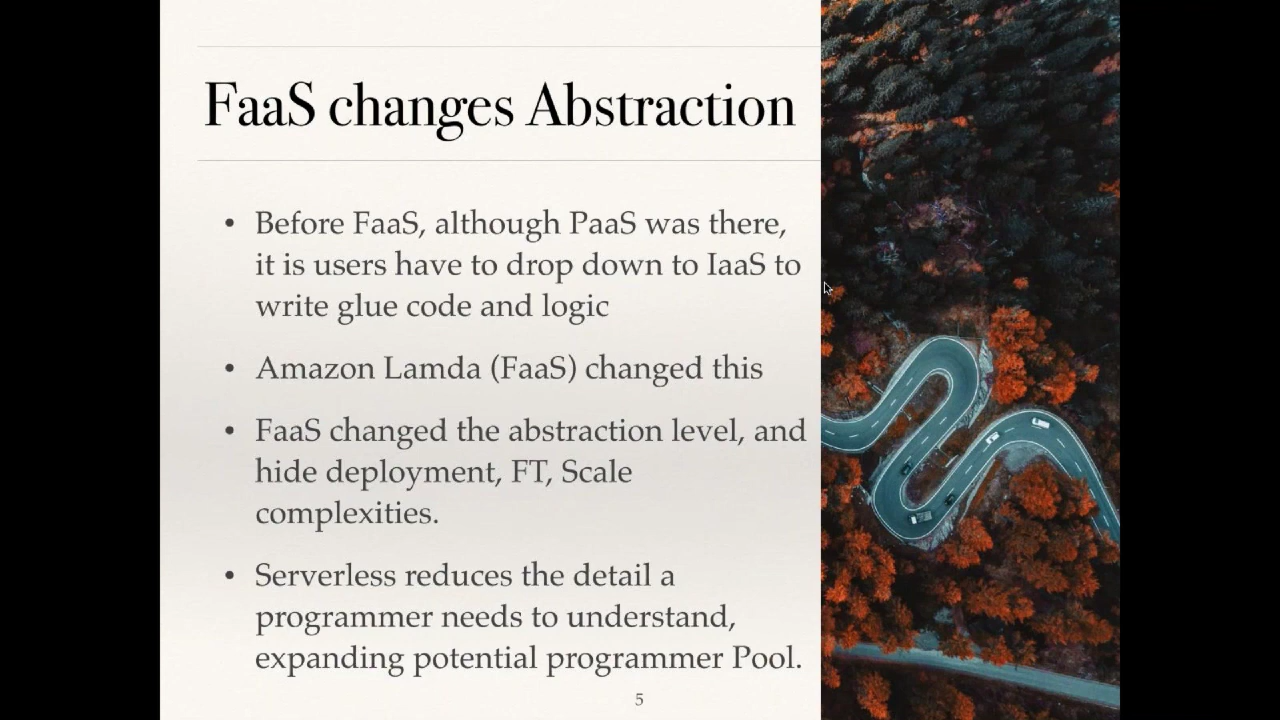 FaaS changes Abstraction
• Before FaaS, although PaaS was there,
it is users have to drop down to IaaS to
write glue code and logic
• Amazon Lamda (FaaS) changed this
• FaaS changed the abstraction level, and
hide deployment, FT, Scale
complexities.
• Serverless reduces the detail a
programmer needs to understand,
expanding potential programmer Pool.
5